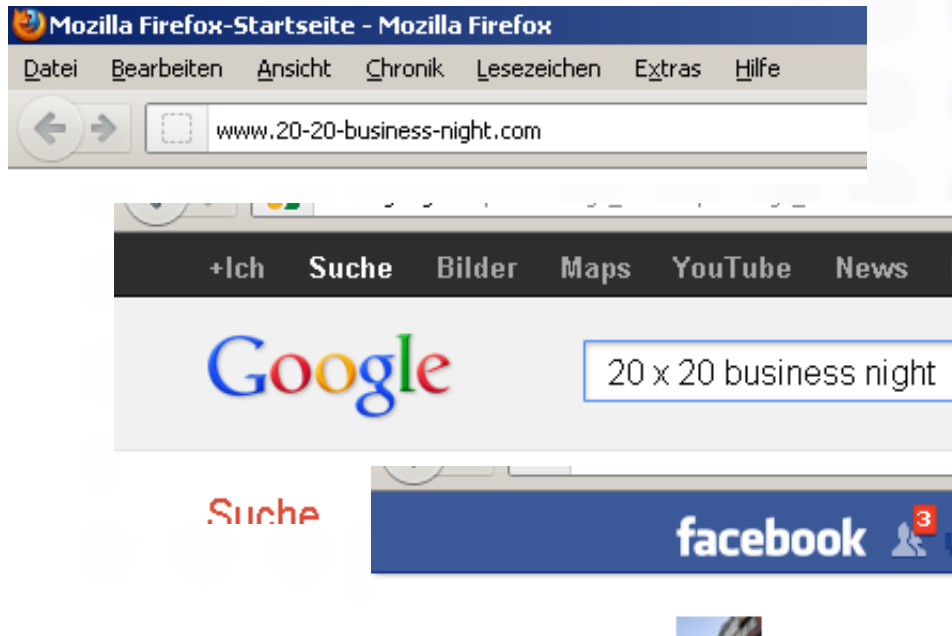 Mozilla Firefox-Startseite - Mozilla Firefox
Datei Bearbeiten Ansicht Chronik Lesezeichen Extras Hilfe
www.20-20-business-night.com
+Ich Suche Bilder Maps YouTube News
Google 20 x 20 business night
Suche
facebook 3